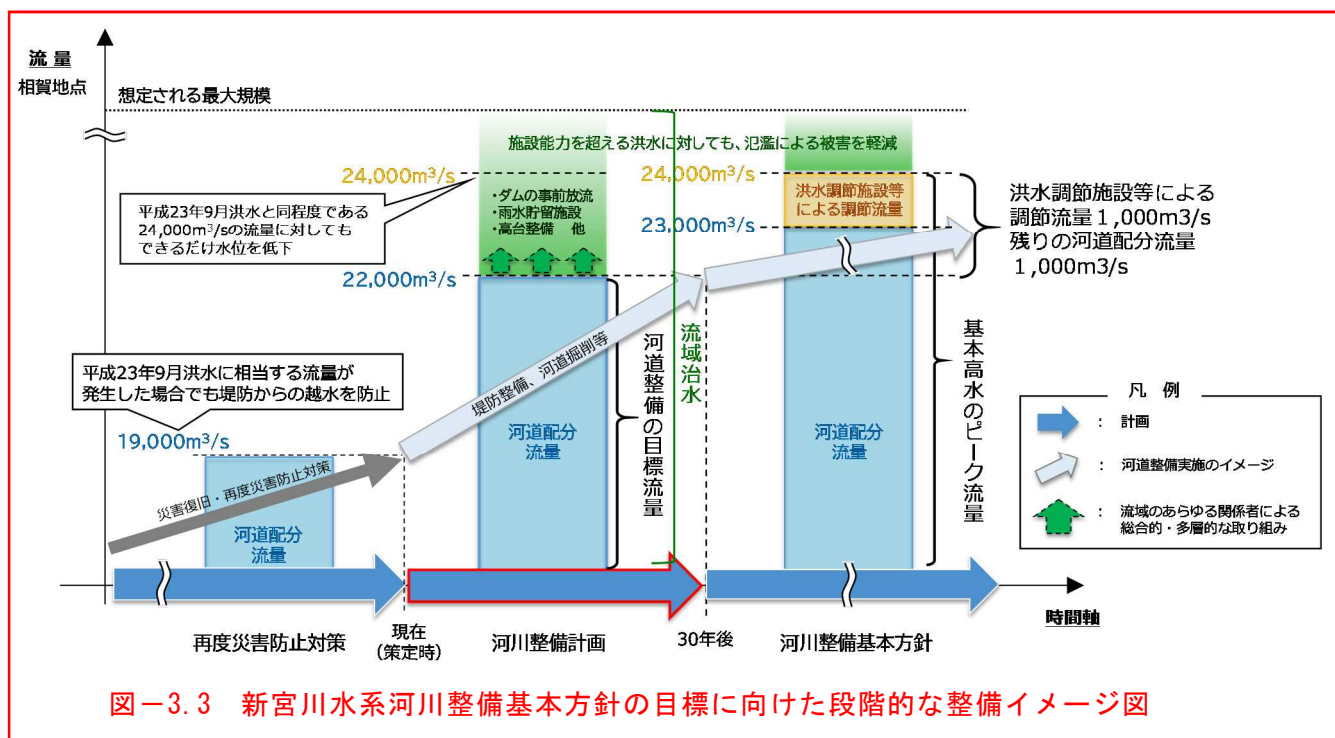 流量
相賀地点
想定される最大規模
施設能力を超える洪水に対しても、氾濫による被害を軽減
24,000m³/s
平成23年9月洪水と同程度である
24,000m³/sの流量に対しても
できるだけ水位を低下
・ダムの事前放流
・雨水貯留施設
・高台整備 他
22,000m³/s
24,000m³/s
23,000m³/s
洪水調節施設等
による調節流量
洪水調節施設等による
調節流量1,000m3/s
残りの河道配分流量
1,000m3/s
平成23年9月洪水に相当する流量が
発生した場合でも堤防からの越水を防止
19,000m³/s
災害復旧・再度災害防止対策
河道配分
流量
堤防整備、河道掘削等
河道配分
流量
河道整備の目標流量
流域治水
河道配分
流量
基本高水のピーク流量
凡 例
: 計画
: 河道整備実施のイメージ
: 流域のあらゆる関係者による
総合的・多層的な取り組み
時間軸
再度災害防止対策
現在
(策定時)
河川整備計画
30年後
河川整備基本方針
図-3.3 新宮川水系河川整備基本方針の目標に向けた段階的な整備イメージ図